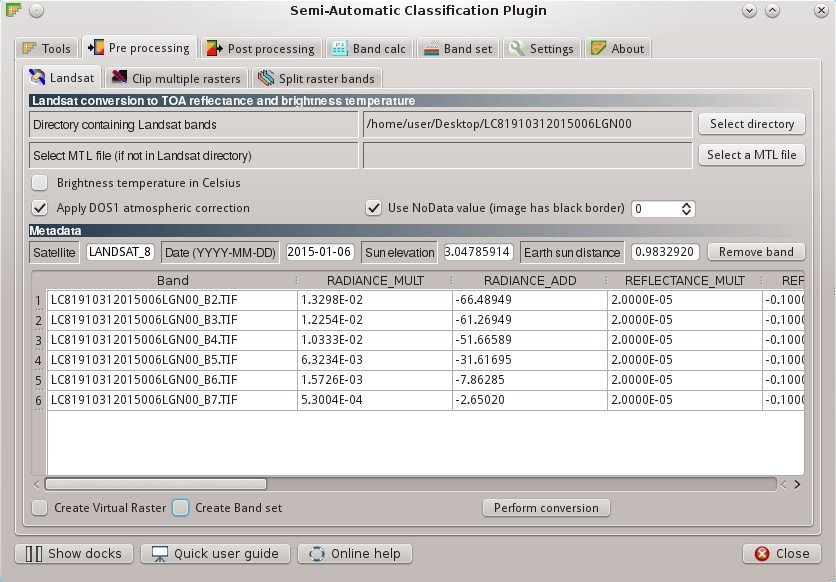 Semi-Automatic Classification Plugin
Tools Pre processing Post processing Band calc Band set Settings About
Landsat Clip multiple rasters Split raster bands
Landsat conversion to TOA reflectance and brightness temperature
Directory containing Landsat bands /home/user/Desktop/LC81910312015006LGN00 Select directory
Select MTL file (if not in Landsat directory) Select a MTL file
Brightness temperature in Celsius
Apply DOS1 atmospheric correction Use NoData value (image has black border) 0
Metadata
Satellite LANDSAT_8 Date (YYYY-MM-DD) 2015-01-06 Sun elevation 3.04785914 Earth sun distance 0.9832920 Remove band
Band RADIANCE_MULT RADIANCE_ADD REFLECTANCE_MULT REF
1 LC81910312015006LGN00_B2.TIF 1.3298E-02 -66.48949 2.0000E-05 -0.1000
2 LC81910312015006LGN00_B3.TIF 1.2254E-02 -61.26949 2.0000E-05 -0.1000
3 LC81910312015006LGN00_B4.TIF 1.0333E-02 -51.66589 2.0000E-05 -0.1000
4 LC81910312015006LGN00_B5.TIF 6.3234E-03 -31.61695 2.0000E-05 -0.1000
5 LC81910312015006LGN00_B6.TIF 1.5726E-03 -7.86285 2.0000E-05 -0.1000
6 LC81910312015006LGN00_B7.TIF 5.3004E-04 -2.65020 2.0000E-05 -0.1000
Create Virtual Raster Create Band set Perform conversion
Show docks Quick user guide Online help Close